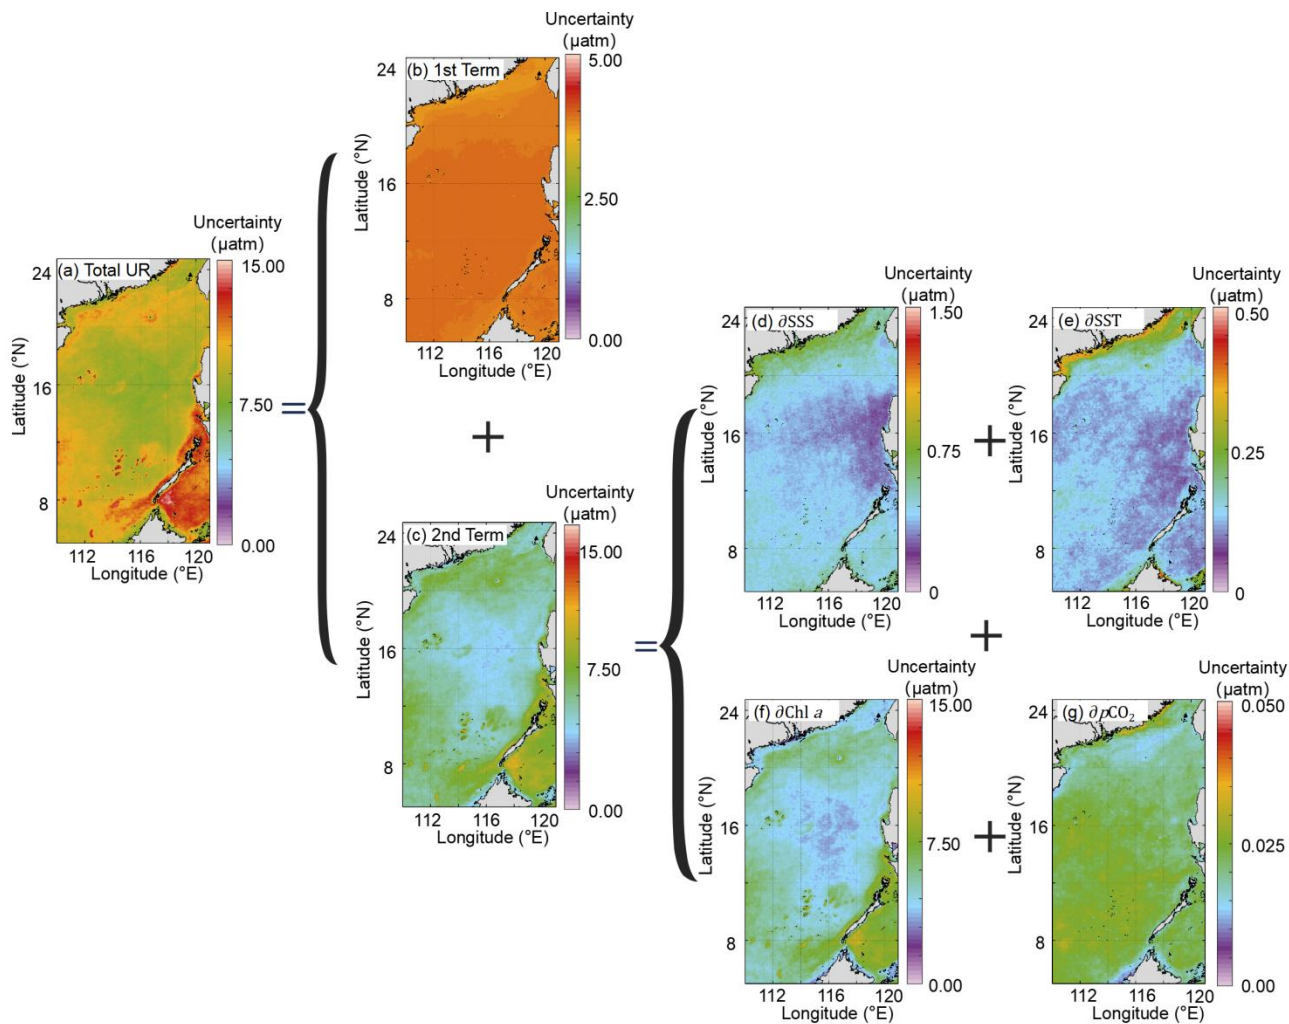 Uncertainty
(µatm)
(b) 1st Term
24
16
8
5.00
2.50
0.00
112 116 120
Longitude (°E)
Latitude (°N)
Uncertainty
(µatm)
(a) Total UR
24
16
8
15.00
7.50
0.00
112 116 120
Longitude (°E)
Latitude (°N)
=
+
Uncertainty
(µatm)
(c) 2nd Term
24
16
8
15.00
7.50
0.00
112 116 120
Longitude (°E)
Latitude (°N)
=
Uncertainty
(µatm)
(d) ∂SSS
24
16
8
1.50
0.75
0
112 116 120
Longitude (°E)
Latitude (°N)
+
Uncertainty
(µatm)
(e) ∂SST
24
16
8
0.50
0.25
0
112 116 120
Longitude (°E)
Latitude (°N)
+
Uncertainty
(µatm)
(f) ∂Chl a
24
16
8
15.00
7.50
0.00
112 116 120
Longitude (°E)
Latitude (°N)
+
Uncertainty
(µatm)
(g) ∂pCO₂
24
16
8
0.050
0.025
0.00
112 116 120
Longitude (°E)
Latitude (°N)